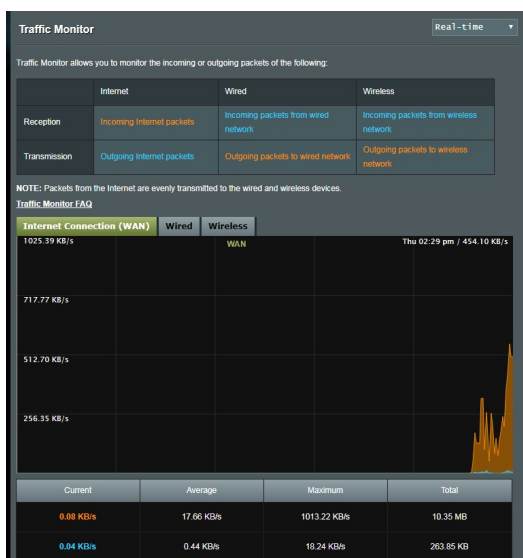 Traffic Monitor
Real-time
Traffic Monitor allows you to monitor the incoming or outgoing packets of the following:
Internet Wired Wireless
Reception Incoming Internet packets Incoming packets from wired network Incoming packets from wireless network
Transmission Outgoing Internet packets Outgoing packets to wired network Outgoing packets to wireless network
NOTE: Packets from the Internet are evenly transmitted to the wired and wireless devices.
Traffic Monitor FAQ
Internet Connection (WAN) Wired Wireless
1025.39 KB/s WAN Thu 02:29 pm / 454.10 KB/s
717.77 KB/s
512.70 KB/s
256.35 KB/s
Current Average Maximum Total
0.08 KB/s 17.66 KB/s 1013.22 KB/s 10.35 MB
0.04 KB/s 0.44 KB/s 18.24 KB/s 263.85 KB